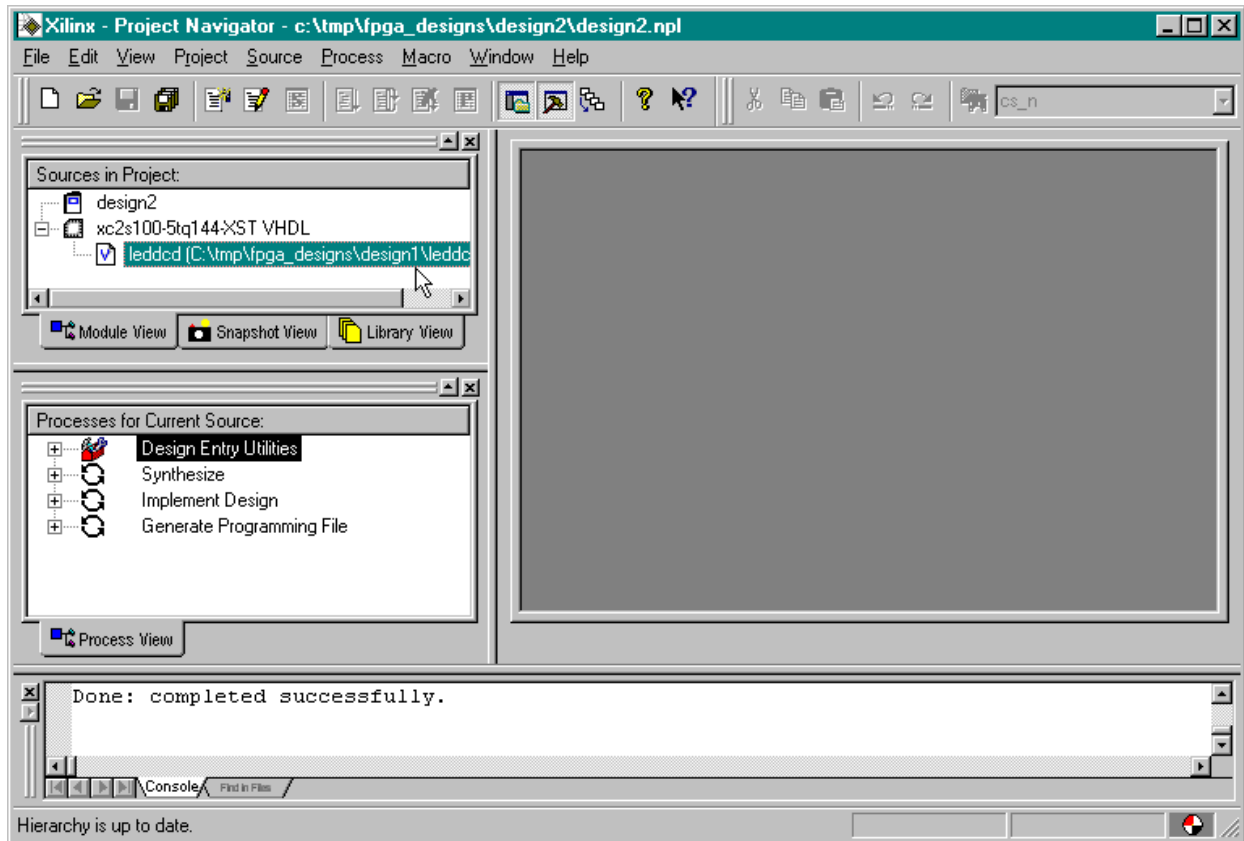 Xilinx - Project Navigator - c:\tmp\fpga_designs\design2\design2.npl
File Edit View Project Source Process Macro Window Help
cs_n
Sources in Project:
design2
xc2s100-5tq144-XST VHDL
leddcd (C:\tmp\fpga_designs\design1\leddc
Module View Snapshot View Library View
Processes for Current Source:
Design Entry Utilities
Synthesize
Implement Design
Generate Programming File
Process View
Done: completed successfully.
Console Find in Files
Hierarchy is up to date.